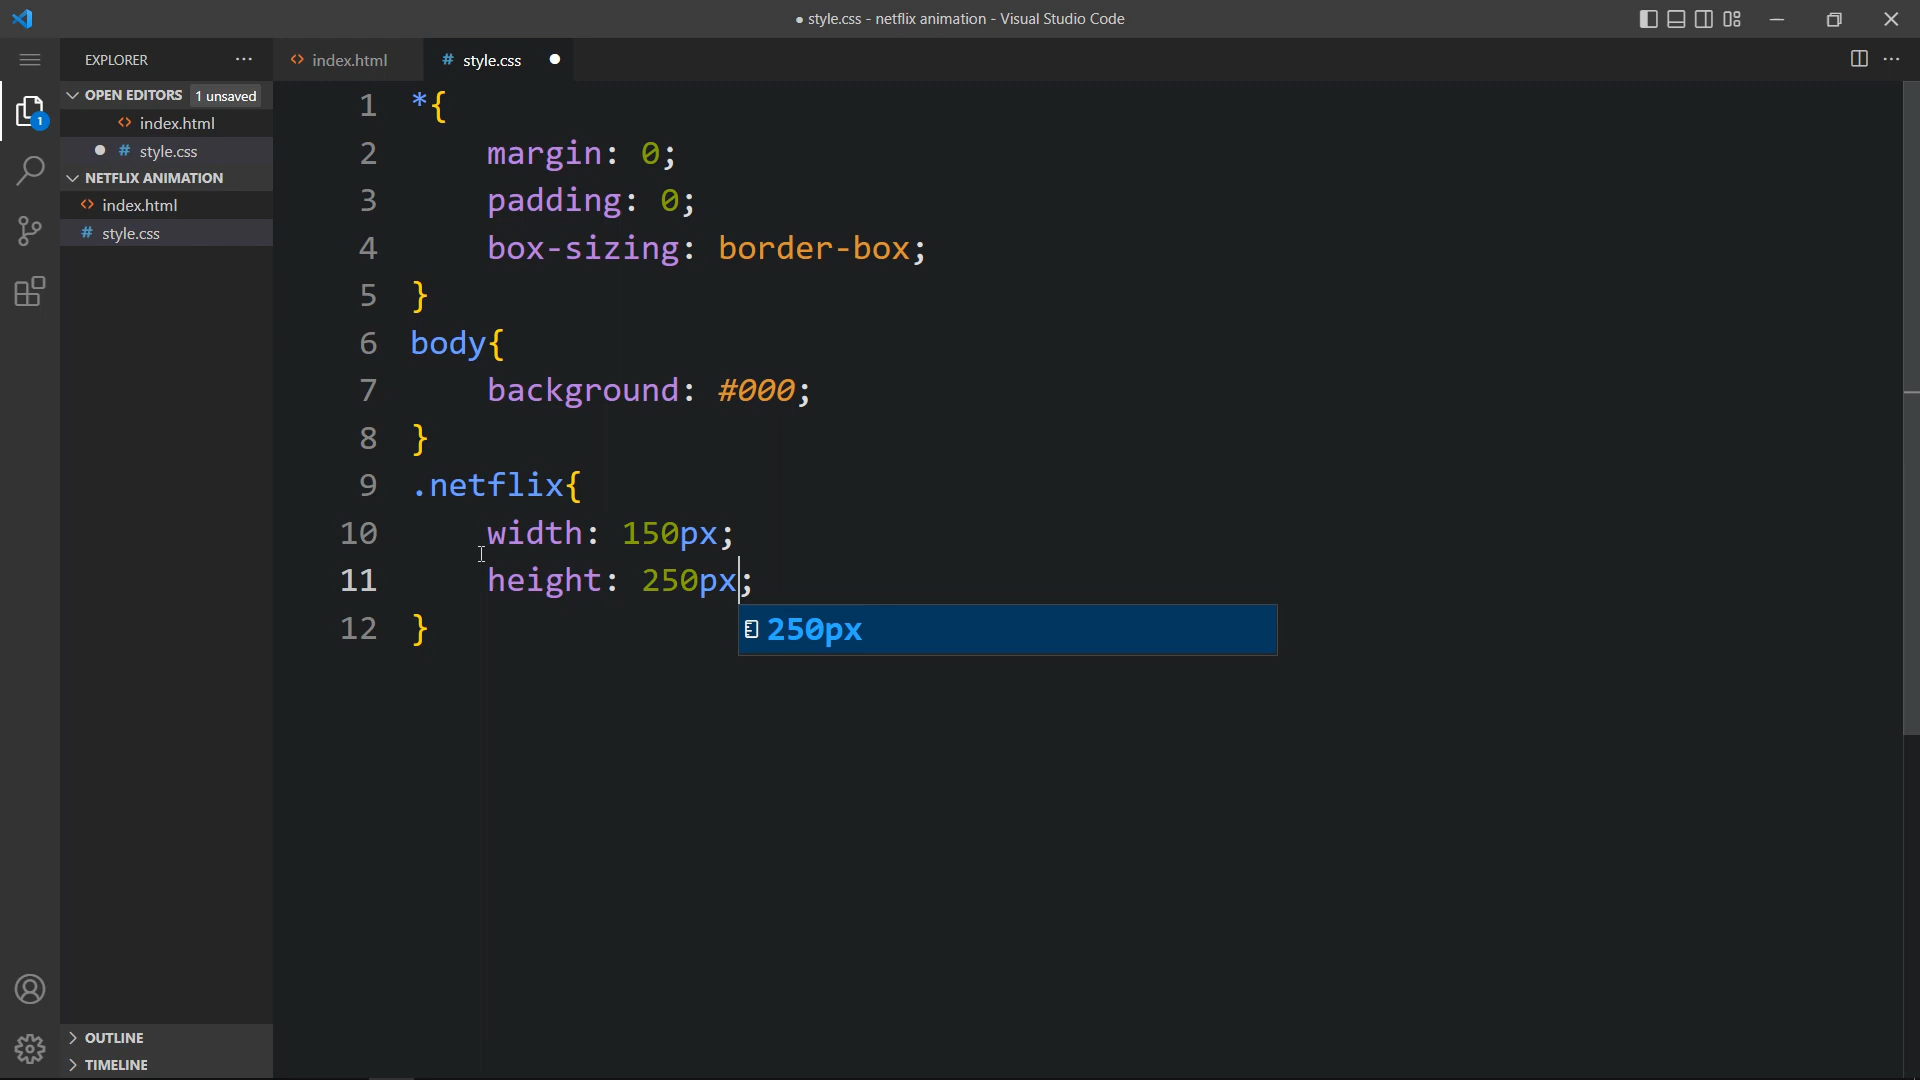 ● style.css - netflix animation - Visual Studio Code
EXPLORER ···
<> index.html
# style.css ●
OPEN EDITORS 1 unsaved
<> index.html
● # style.css
NETFLIX ANIMATION
<> index.html
# style.css
1
1 *{
2 margin: 0;
3 padding: 0;
4 box-sizing: border-box;
5 }
6 body{
7 background: #000;
8 }
9 .netflix{
10 width: 150px;
11 height: 250px;
12 }
250px
OUTLINE
TIMELINE